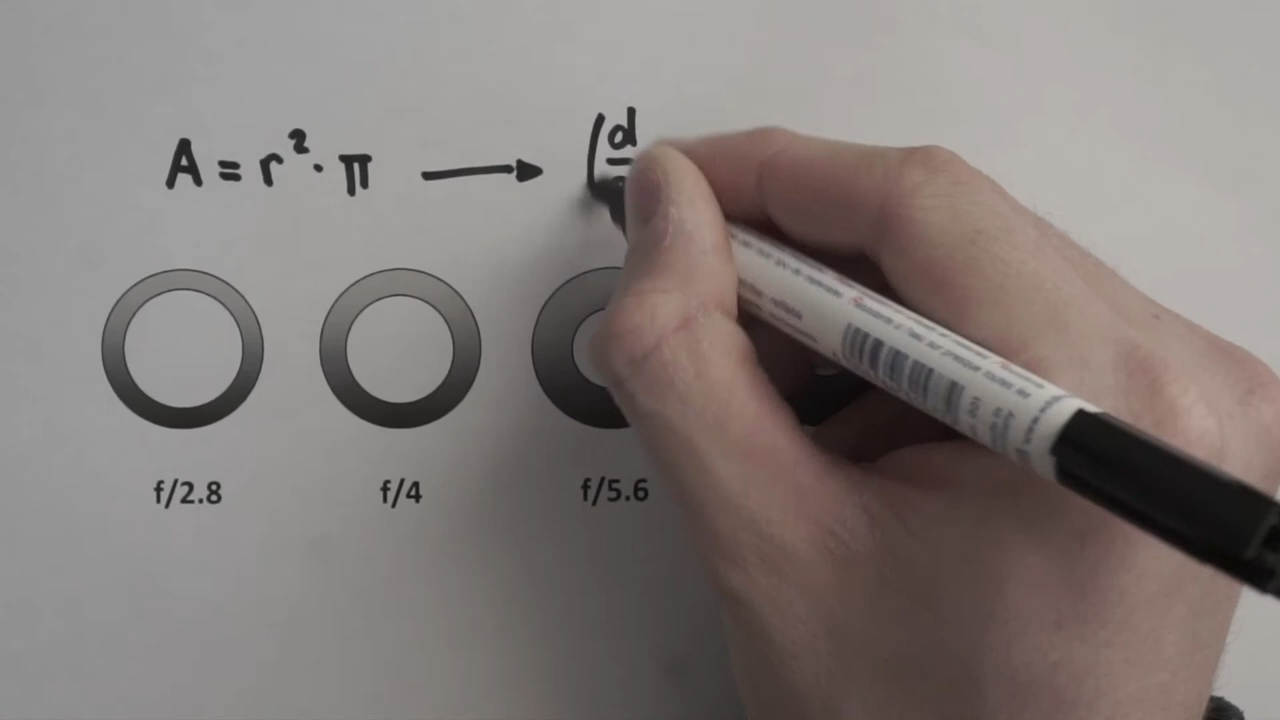 A = r² · π → (d
f/2.8 f/4 f/5.6